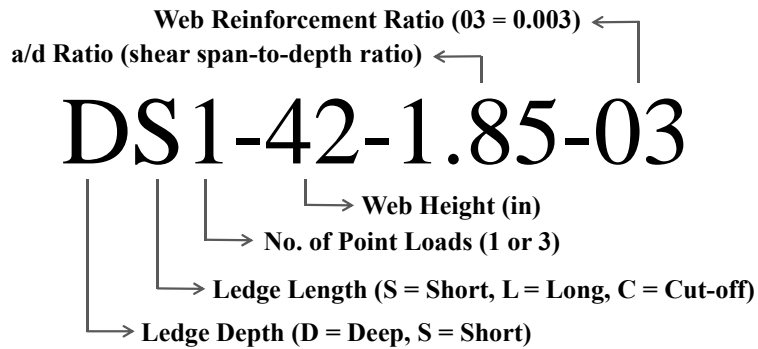 Web Reinforcement Ratio (03 = 0.003)
a/d Ratio (shear span-to-depth ratio)
DS1-42-1.85-03
Web Height (in)
No. of Point Loads (1 or 3)
Ledge Length (S = Short, L = Long, C = Cut-off)
Ledge Depth (D = Deep, S = Short)